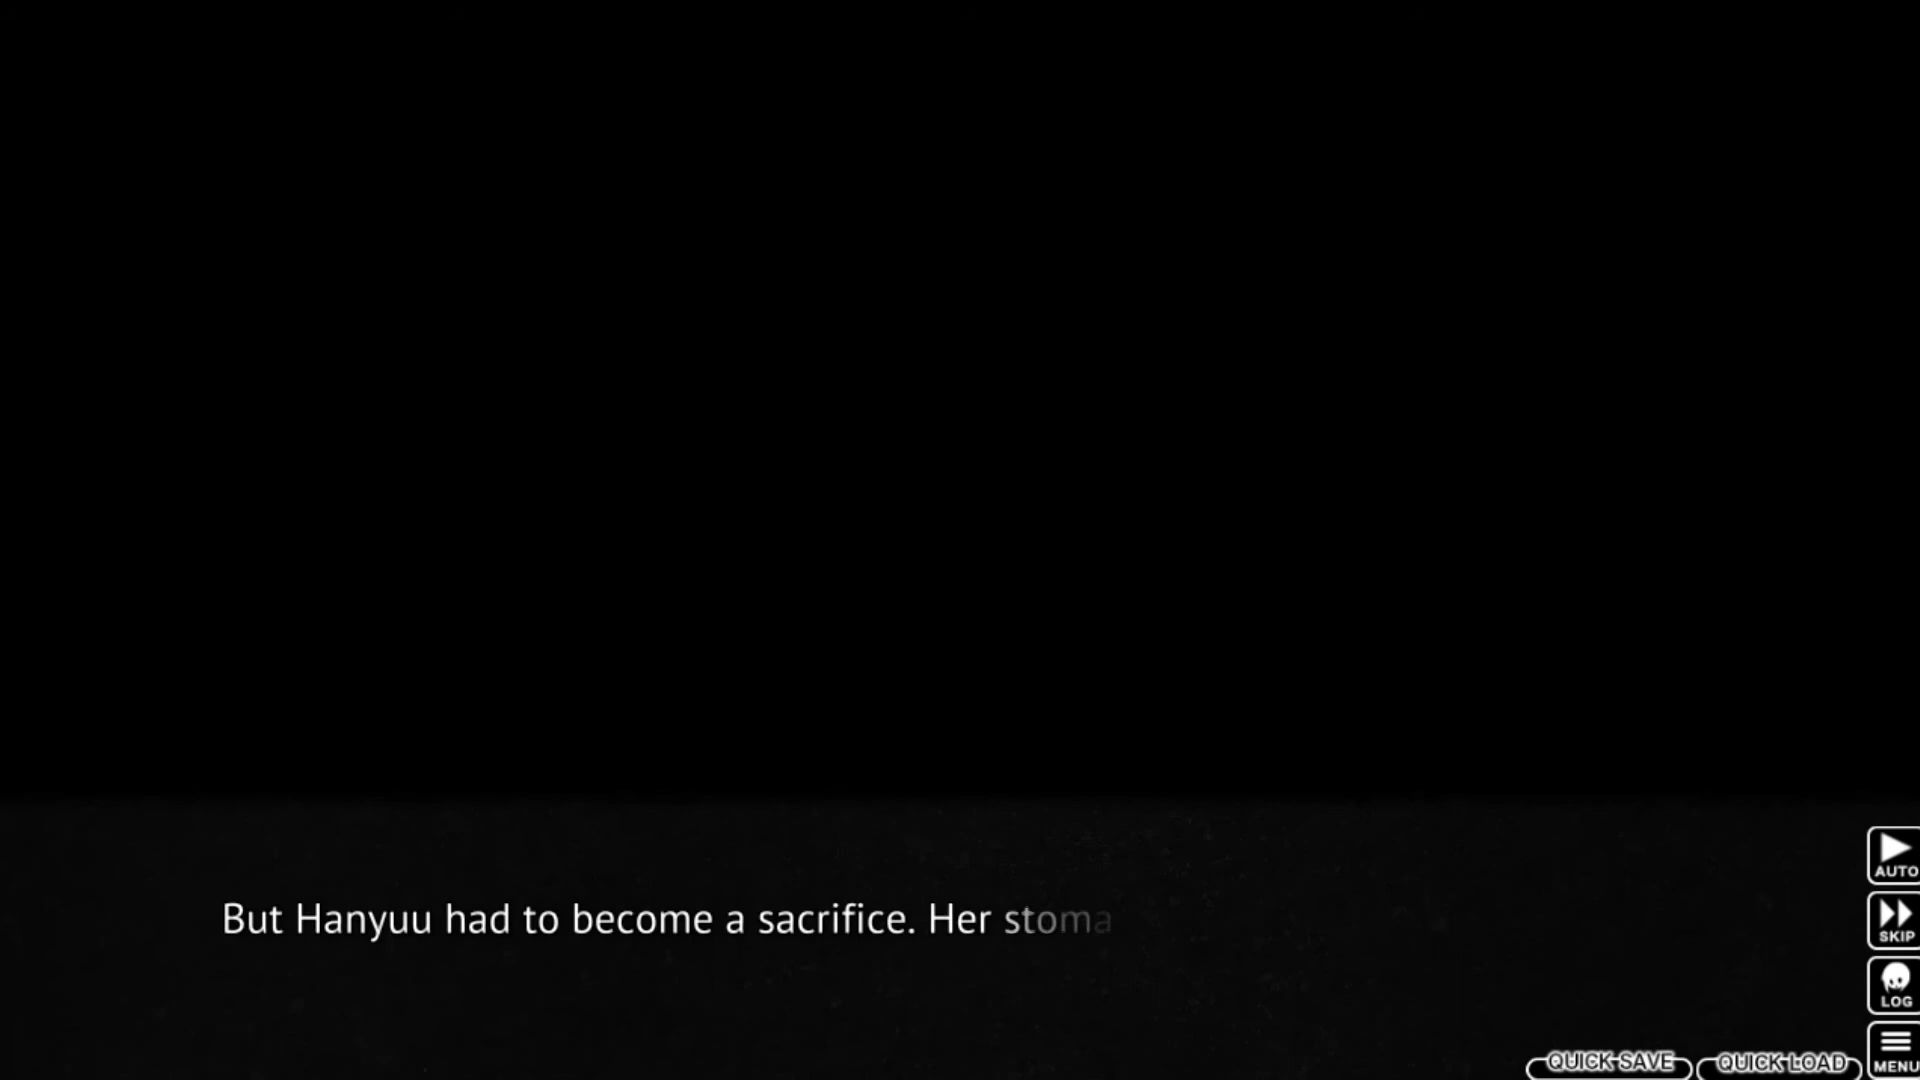 But Hanyuu had to become a sacrifice. Her stoma
AUTO
SKIP
LOG
MENU
QUICK SAVE
QUICK LOAD